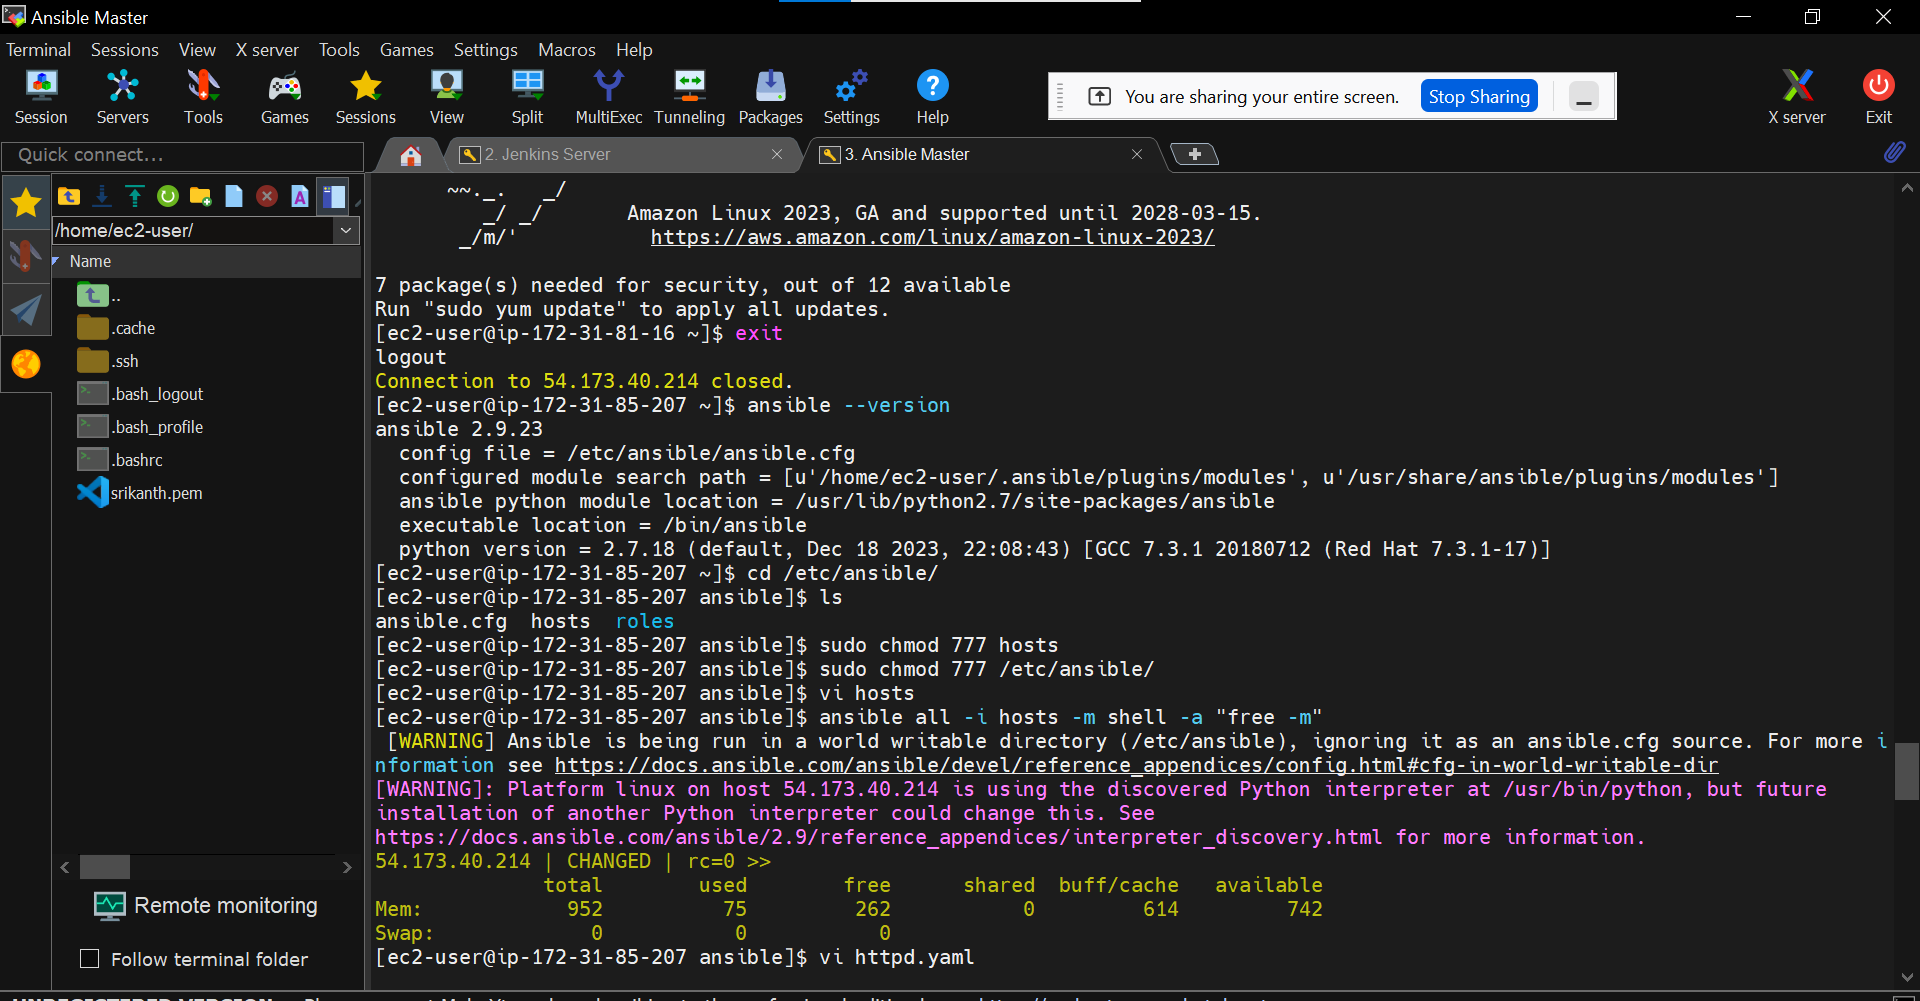 Ansible Master
Terminal Sessions View X server Tools Games Settings Macros Help
Session Servers Tools Games Sessions View Split MultiExec Tunneling Packages Settings Help
You are sharing your entire screen. Stop Sharing
X server Exit
Quick connect...
2. Jenkins Server
3. Ansible Master
/home/ec2-user/
Name
..
.cache
.ssh
.bash_logout
.bash_profile
.bashrc
srikanth.pem
Remote monitoring
Follow terminal folder
~~._. _/
_/ _/ Amazon Linux 2023, GA and supported until 2028-03-15.
_/m/' https://aws.amazon.com/linux/amazon-linux-2023/
7 package(s) needed for security, out of 12 available
Run "sudo yum update" to apply all updates.
[ec2-user@ip-172-31-81-16 ~]$ exit
logout
Connection to 54.173.40.214 closed.
[ec2-user@ip-172-31-85-207 ~]$ ansible --version
ansible 2.9.23
config file = /etc/ansible/ansible.cfg
configured module search path = [u'/home/ec2-user/.ansible/plugins/modules', u'/usr/share/ansible/plugins/modules']
ansible python module location = /usr/lib/python2.7/site-packages/ansible
executable location = /bin/ansible
python version = 2.7.18 (default, Dec 18 2023, 22:08:43) [GCC 7.3.1 20180712 (Red Hat 7.3.1-17)]
[ec2-user@ip-172-31-85-207 ~]$ cd /etc/ansible/
[ec2-user@ip-172-31-85-207 ansible]$ ls
ansible.cfg hosts roles
[ec2-user@ip-172-31-85-207 ansible]$ sudo chmod 777 hosts
[ec2-user@ip-172-31-85-207 ansible]$ sudo chmod 777 /etc/ansible/
[ec2-user@ip-172-31-85-207 ansible]$ vi hosts
[ec2-user@ip-172-31-85-207 ansible]$ ansible all -i hosts -m shell -a "free -m"
[WARNING] Ansible is being run in a world writable directory (/etc/ansible), ignoring it as an ansible.cfg source. For more i
nformation see https://docs.ansible.com/ansible/devel/reference_appendices/config.html#cfg-in-world-writable-dir
[WARNING]: Platform linux on host 54.173.40.214 is using the discovered Python interpreter at /usr/bin/python, but future
installation of another Python interpreter could change this. See
https://docs.ansible.com/ansible/2.9/reference_appendices/interpreter_discovery.html for more information.
54.173.40.214 | CHANGED | rc=0 >>
total used free shared buff/cache available
Mem: 952 75 262 0 614 742
Swap: 0 0 0
[ec2-user@ip-172-31-85-207 ansible]$ vi httpd.yaml